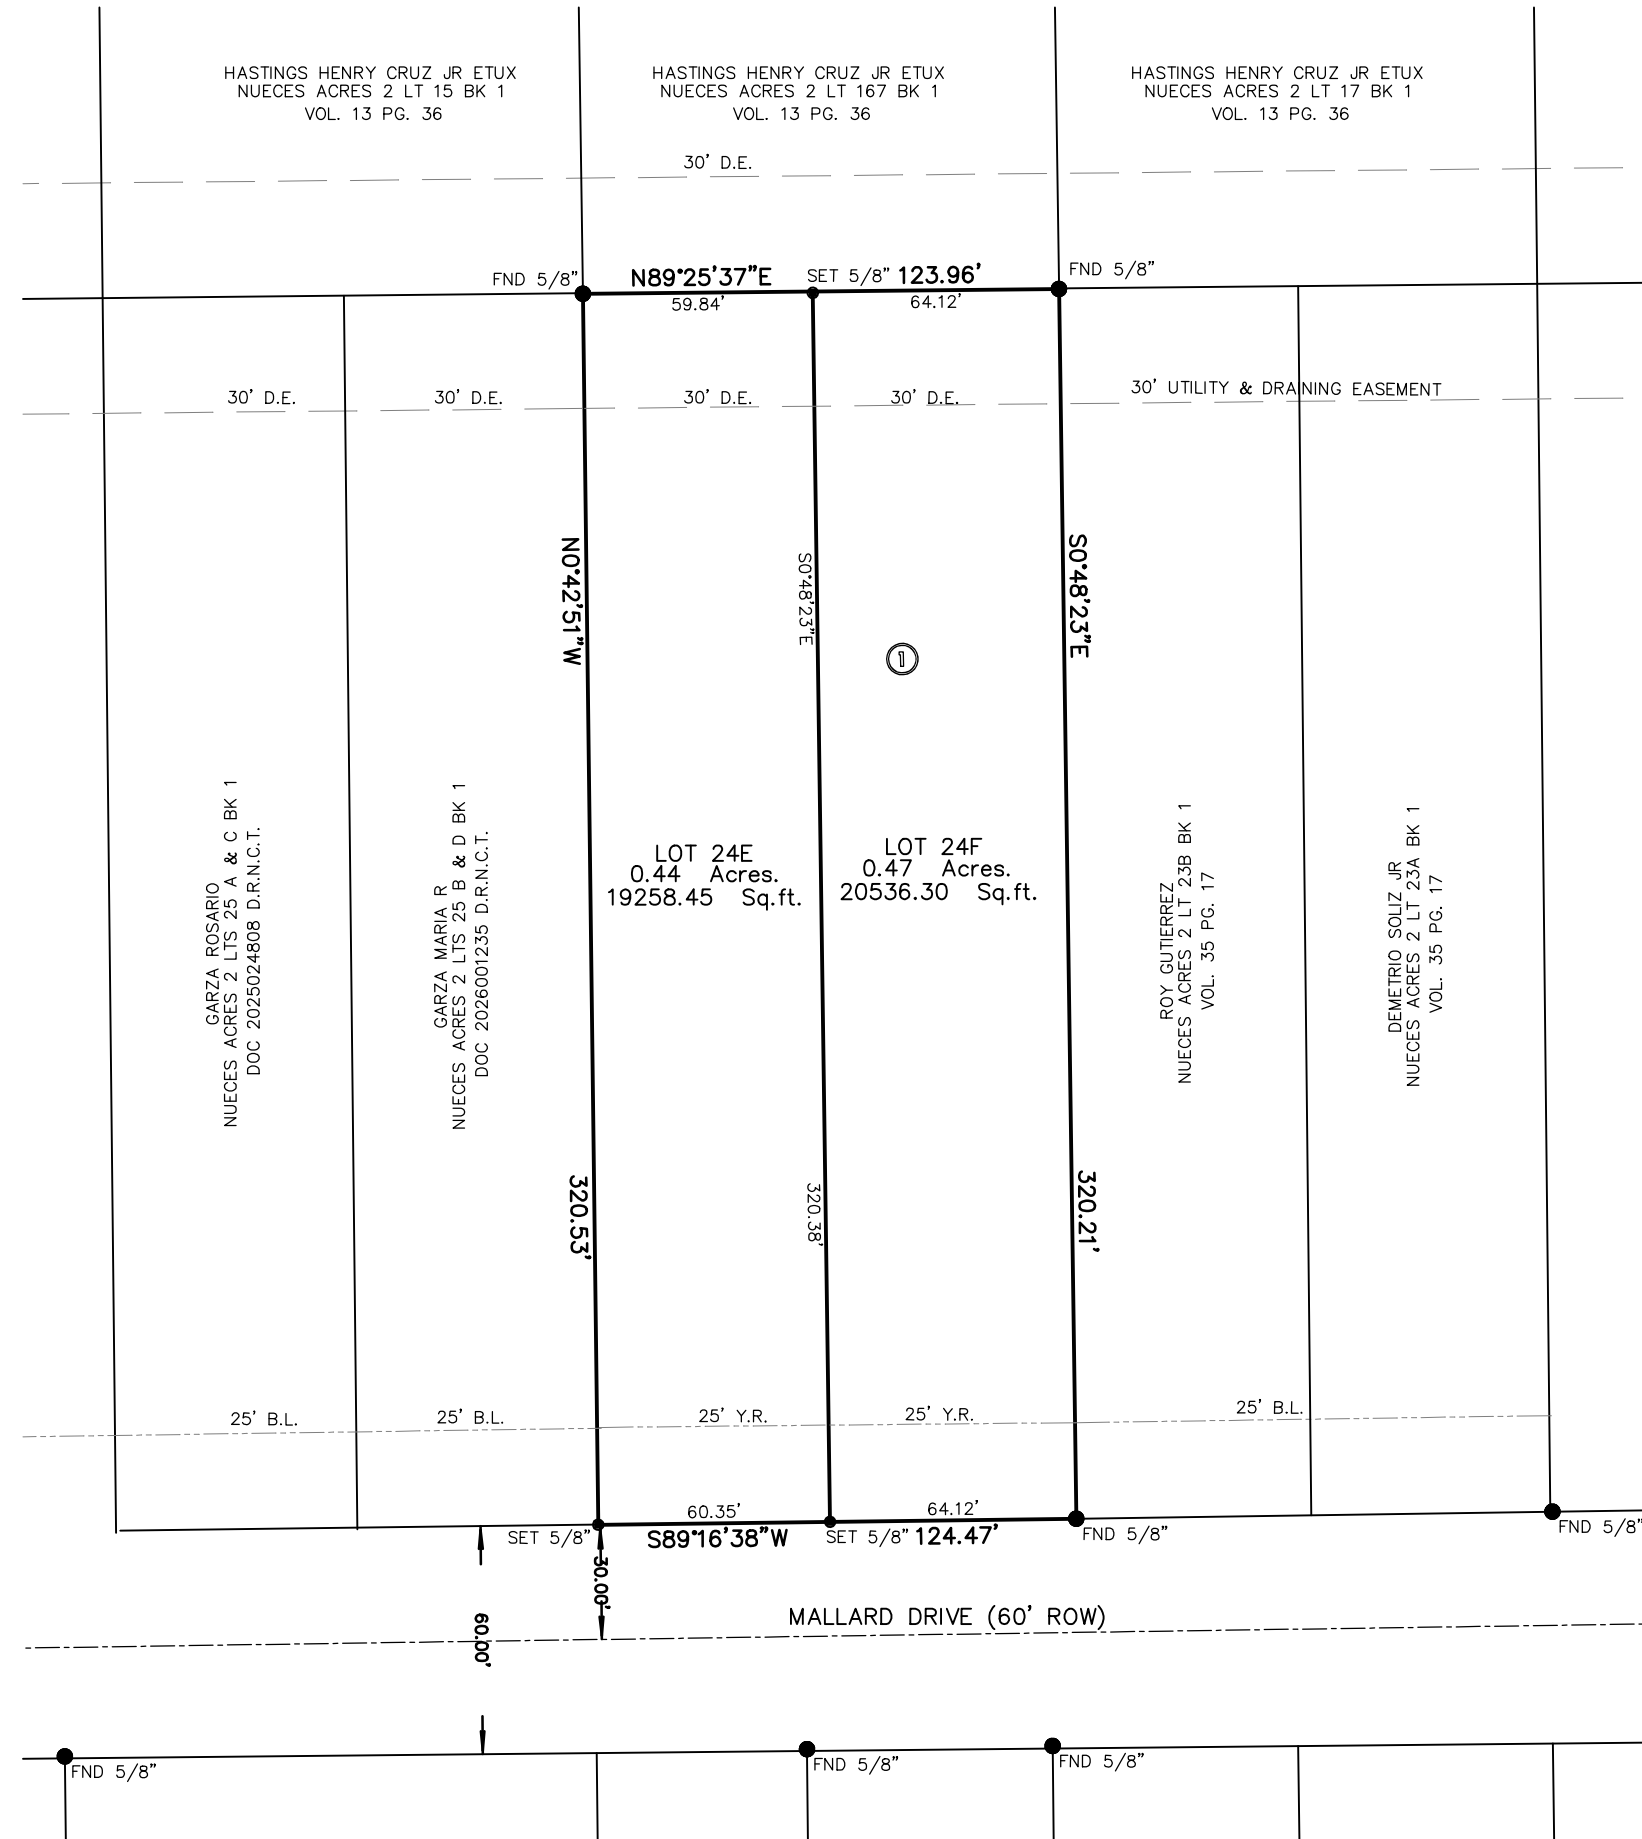 HASTINGS HENRY CRUZ JR ETUX
NUECES ACRES 2 LT 15 BK 1
VOL. 13 PG. 36
HASTINGS HENRY CRUZ JR ETUX
NUECES ACRES 2 LT 167 BK 1
VOL. 13 PG. 36
HASTINGS HENRY CRUZ JR ETUX
NUECES ACRES 2 LT 17 BK 1
VOL. 13 PG. 36
30' D.E.
FND 5/8"
N89°25'37"E
SET 5/8"
123.96'
FND 5/8"
59.84'
64.12'
30' D.E.
30' D.E.
30' D.E.
30' D.E.
30' UTILITY & DRAINING EASEMENT
N0°42'51"W
S0°48'23"E
S0°48'23"E
1
GARZA ROSARIO
NUECES ACRES 2 LTS 25 A & C BK 1
DOC 2025024808 D.R.N.C.T.
GARZA MARIA R
NUECES ACRES 2 LTS 25 B & D BK 1
DOC 2026001235 D.R.N.C.T.
LOT 24E
0.44 Acres.
19258.45 Sq.ft.
LOT 24F
0.47 Acres.
20536.30 Sq.ft.
ROY GUTIERREZ
NUECES ACRES 2 LT 23B BK 1
VOL. 35 PG. 17
DEMETRIO SOLIZ JR
NUECES ACRES 2 LT 23A BK 1
VOL. 35 PG. 17
320.53'
320.38'
320.21'
25' B.L.
25' B.L.
25' Y.R.
25' Y.R.
25' B.L.
60.35'
64.12'
SET 5/8"
S89°16'38"W
SET 5/8"
124.47'
FND 5/8"
FND 5/8"
30.00'
60.00'
MALLARD DRIVE (60' ROW)
FND 5/8"
FND 5/8"
FND 5/8"